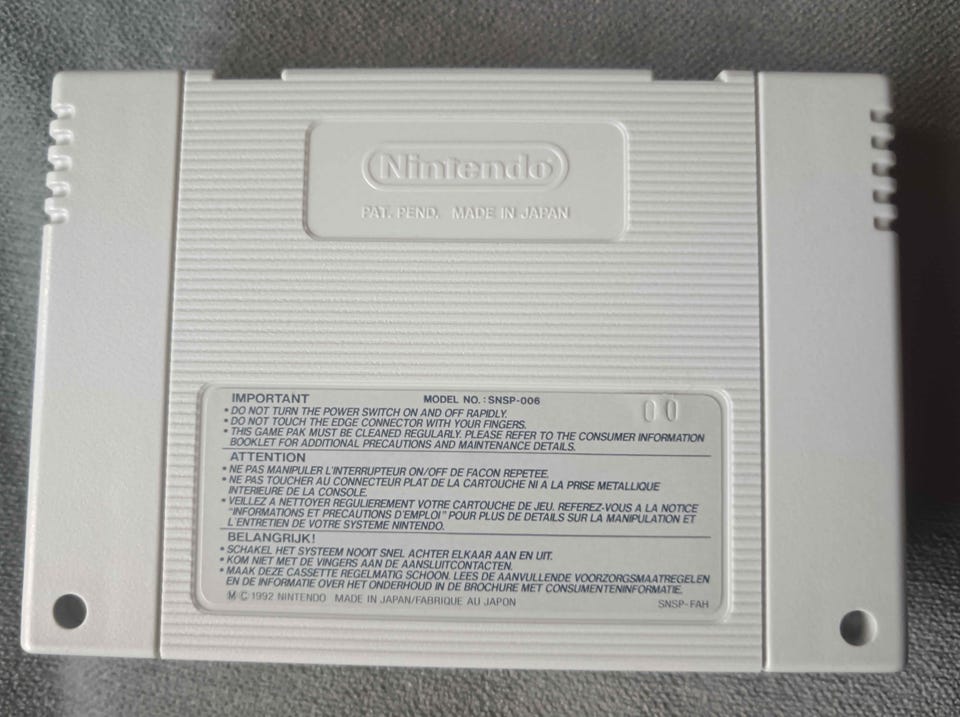 Nintendo
PAT. PEND. MADE IN JAPAN
IMPORTANT MODEL NO. : SNSP-006 00
• DO NOT TURN THE POWER SWITCH ON AND OFF RAPIDLY.
• DO NOT TOUCH THE EDGE CONNECTOR WITH YOUR FINGERS.
• THIS GAME PAK MUST BE CLEANED REGULARLY. PLEASE REFER TO THE CONSUMER INFORMATION
BOOKLET FOR ADDITIONAL PRECAUTIONS AND MAINTENANCE DETAILS.
ATTENTION
• NE PAS MANIPULER L'INTERRUPTEUR ON/OFF DE FACON REPETEE.
• NE PAS TOUCHER AU CONNECTEUR PLAT DE LA CARTOUCHE NI A LA PRISE METALLIQUE
INTERIEURE DE LA CONSOLE.
• VEILLEZ A NETTOYER REGULIEREMENT VOTRE CARTOUCHE DE JEU. REFEREZ-VOUS A LA NOTICE
"INFORMATIONS ET PRECAUTIONS D'EMPLOI" POUR PLUS DE DETAILS SUR LA MANIPULATION ET
L'ENTRETIEN DE VOTRE SYSTEME NINTENDO.
BELANGRIJK!
• SCHAKEL HET SYSTEEM NOOIT SNEL ACHTER ELKAAR AAN EN UIT.
• KOM NIET MET DE VINGERS AAN DE AANSLUITCONTACTEN.
• MAAK DEZE CASSETTE REGELMATIG SCHOON. LEES DE AANVULLENDE VOORZORGSMAATREGELEN
EN DE INFORMATIE OVER HET ONDERHOUD IN DE BROCHURE MET CONSUMENTENINFORMATIE.
Ⓜ © 1992 NINTENDO MADE IN JAPAN/FABRIQUE AU JAPON SNSP-FAH